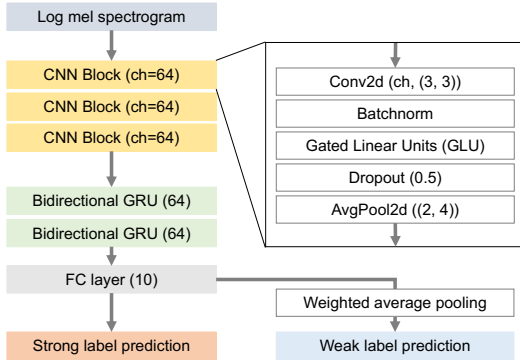 Log mel spectrogram
CNN Block (ch=64)
CNN Block (ch=64)
CNN Block (ch=64)
Bidirectional GRU (64)
Bidirectional GRU (64)
FC layer (10)
Strong label prediction
Conv2d (ch, (3, 3))
Batchnorm
Gated Linear Units (GLU)
Dropout (0.5)
AvgPool2d ((2, 4))
Weighted average pooling
Weak label prediction